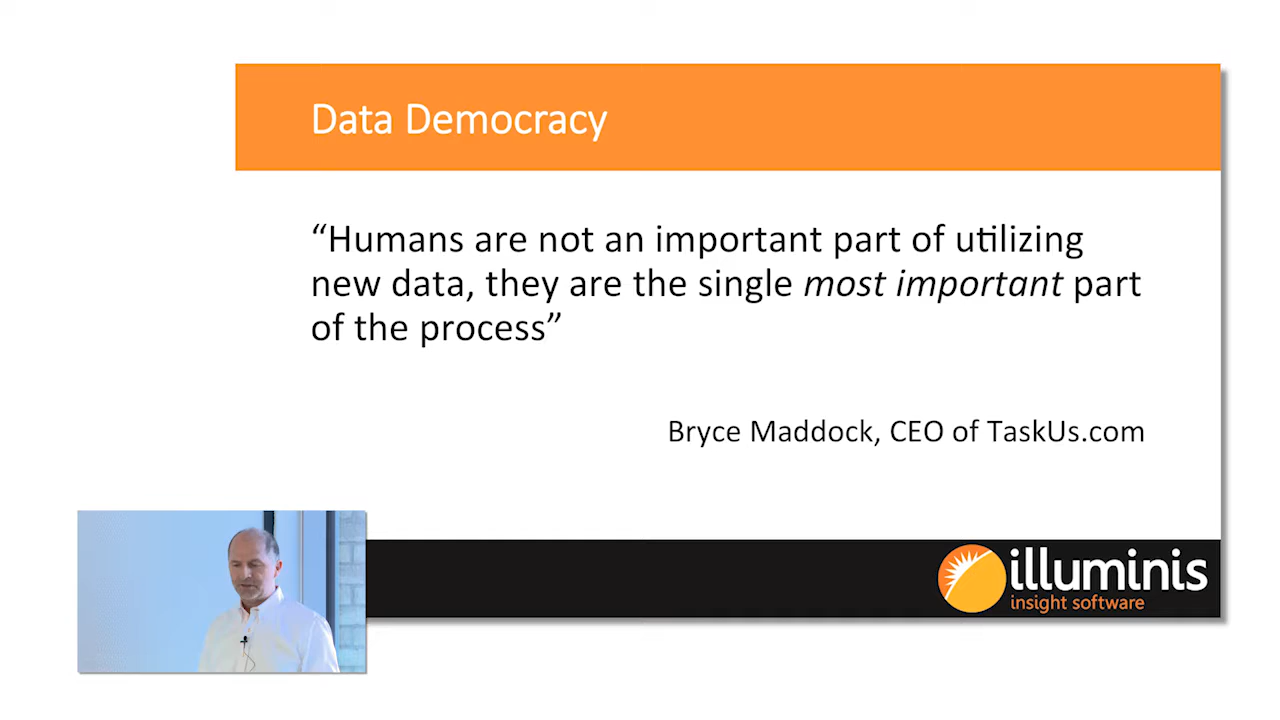 Data Democracy
“Humans are not an important part of utilizing
new data, they are the single most important part
of the process”
Bryce Maddock, CEO of TaskUs.com
illuminis
insight software